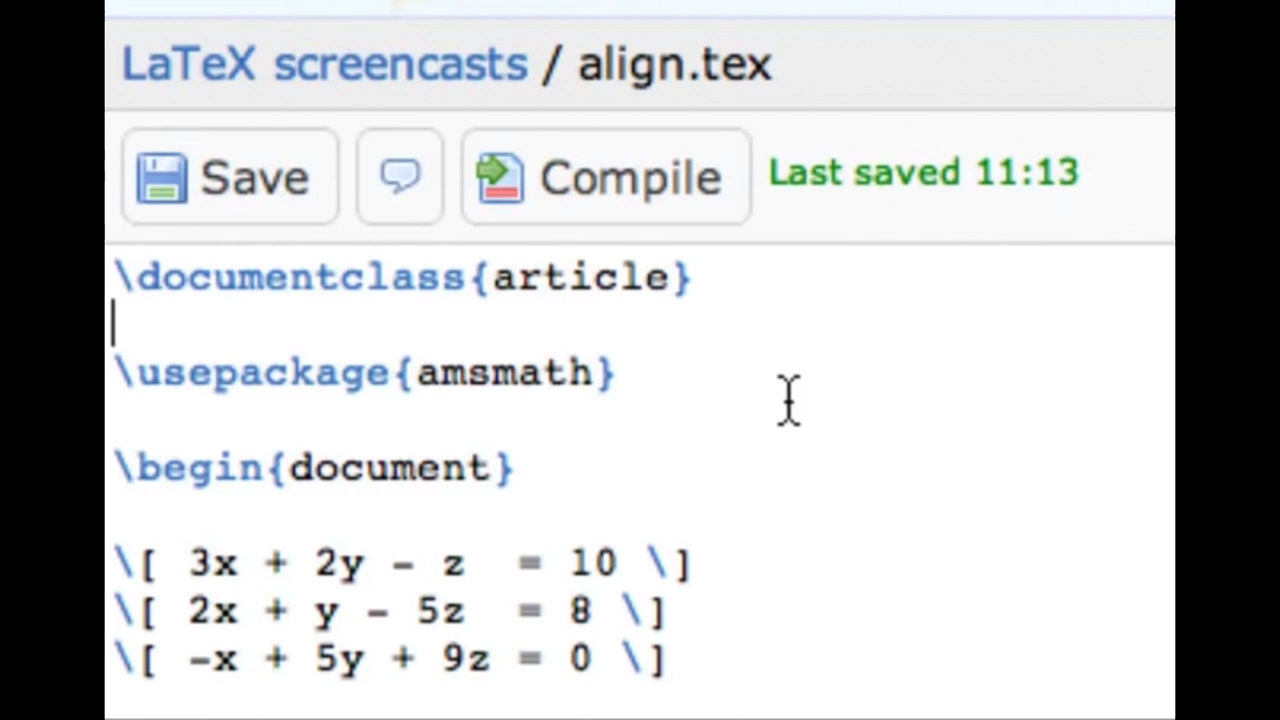 LaTeX screencasts / align.tex
Save Compile Last saved 11:13
\documentclass{article}
\usepackage{amsmath}
\begin{document}
\[ 3x + 2y - z  = 10 \]
\[ 2x + y - 5z  = 8 \]
\[ -x + 5y + 9z = 0 \]